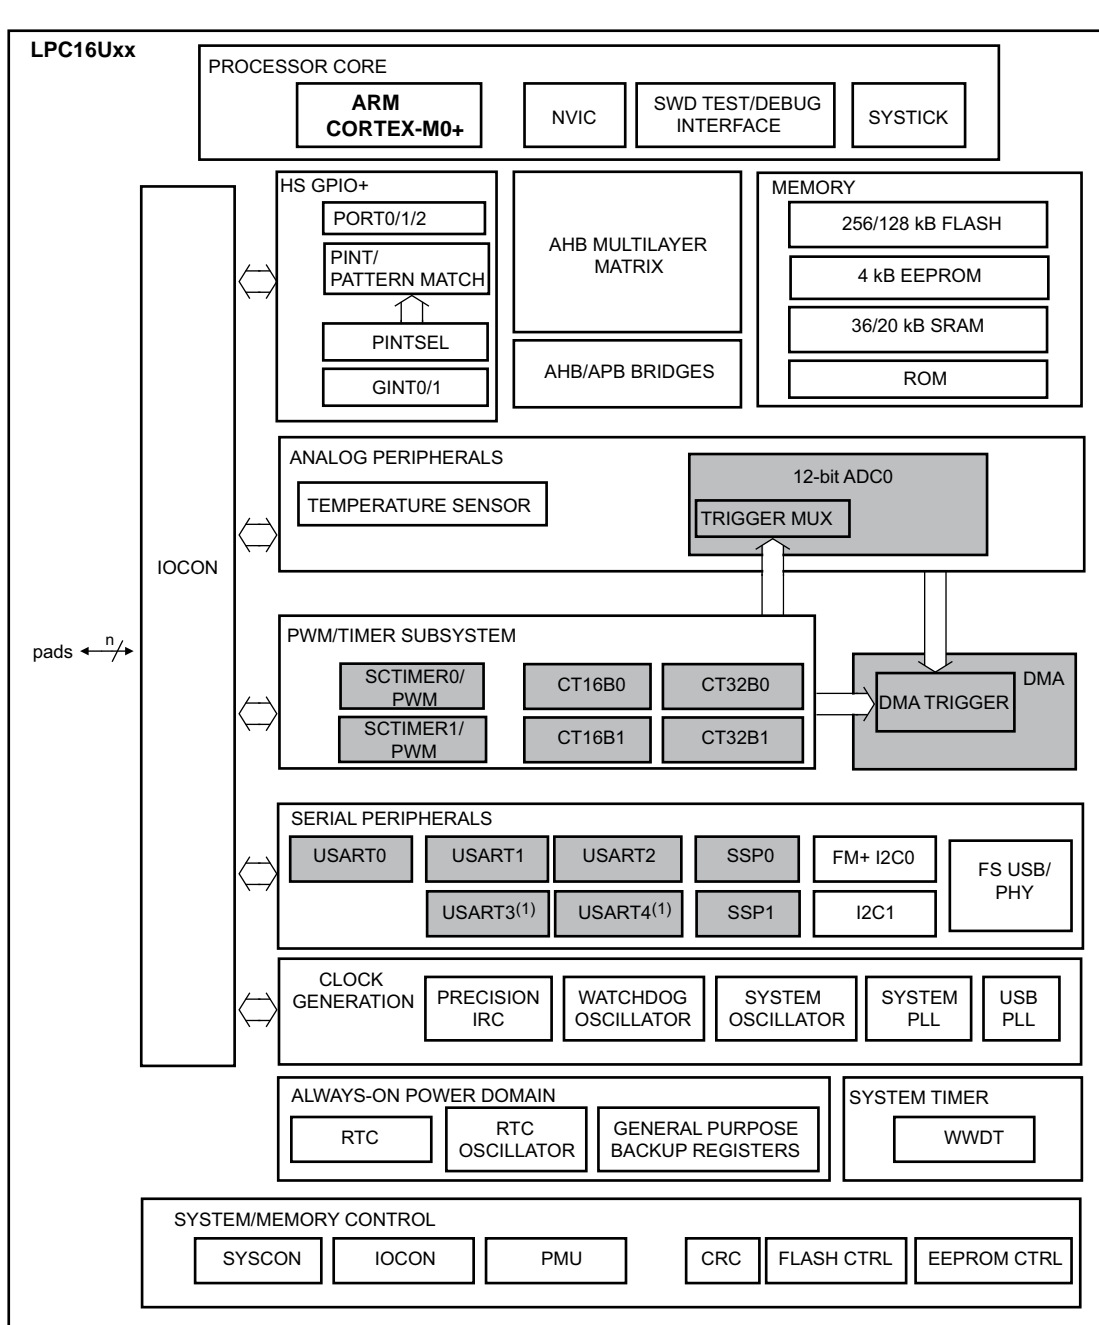 LPC16Uxx
PROCESSOR CORE
ARM
CORTEX-M0+
NVIC
SWD TEST/DEBUG
INTERFACE
SYSTICK
HS GPIO+
PORT0/1/2
PINT/
PATTERN MATCH
PINTSEL
GINT0/1
AHB MULTILAYER
MATRIX
AHB/APB BRIDGES
MEMORY
256/128 kB FLASH
4 kB EEPROM
36/20 kB SRAM
ROM
IOCON
pads
n
ANALOG PERIPHERALS
TEMPERATURE SENSOR
12-bit ADC0
TRIGGER MUX
PWM/TIMER SUBSYSTEM
SCTIMER0/
PWM
CT16B0
CT32B0
SCTIMER1/
PWM
CT16B1
CT32B1
DMA
DMA TRIGGER
SERIAL PERIPHERALS
USART0
USART1
USART2
SSP0
FM+ I2C0
FS USB/
PHY
USART3(1)
USART4(1)
SSP1
I2C1
CLOCK
GENERATION
PRECISION
IRC
WATCHDOG
OSCILLATOR
SYSTEM
OSCILLATOR
SYSTEM
PLL
USB
PLL
ALWAYS-ON POWER DOMAIN
RTC
RTC
OSCILLATOR
GENERAL PURPOSE
BACKUP REGISTERS
SYSTEM TIMER
WWDT
SYSTEM/MEMORY CONTROL
SYSCON
IOCON
PMU
CRC
FLASH CTRL
EEPROM CTRL